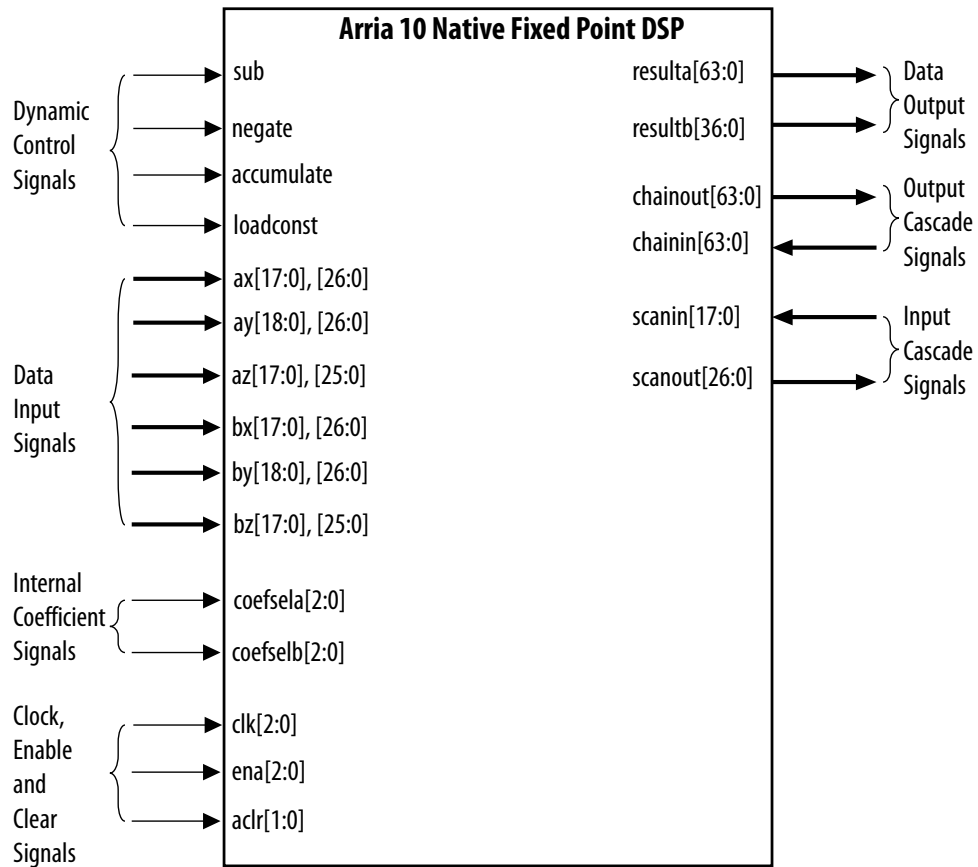 Arria 10 Native Fixed Point DSP
Dynamic
Control
Signals
sub
negate
accumulate
loadconst
Data
Input
Signals
ax[17:0], [26:0]
ay[18:0], [26:0]
az[17:0], [25:0]
bx[17:0], [26:0]
by[18:0], [26:0]
bz[17:0], [25:0]
Internal
Coefficient
Signals
coefsela[2:0]
coefselb[2:0]
Clock,
Enable
and
Clear
Signals
clk[2:0]
ena[2:0]
aclr[1:0]
resulta[63:0]
resultb[36:0]
Data
Output
Signals
chainout[63:0]
chainin[63:0]
Output
Cascade
Signals
scanin[17:0]
scanout[26:0]
Input
Cascade
Signals